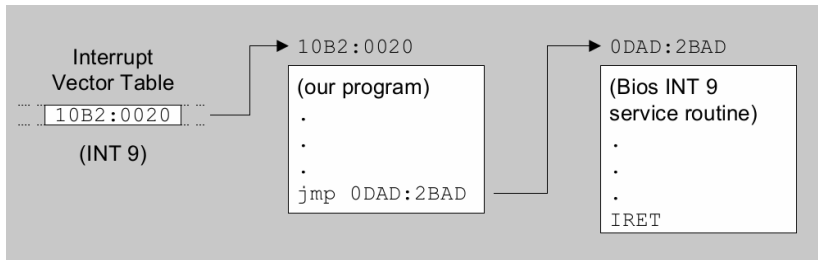 Interrupt
Vector Table
10B2:0020
(INT 9)
10B2:0020
(our program)
.
.
.
jmp 0DAD:2BAD
0DAD:2BAD
(Bios INT 9
service routine)
.
.
.
IRET